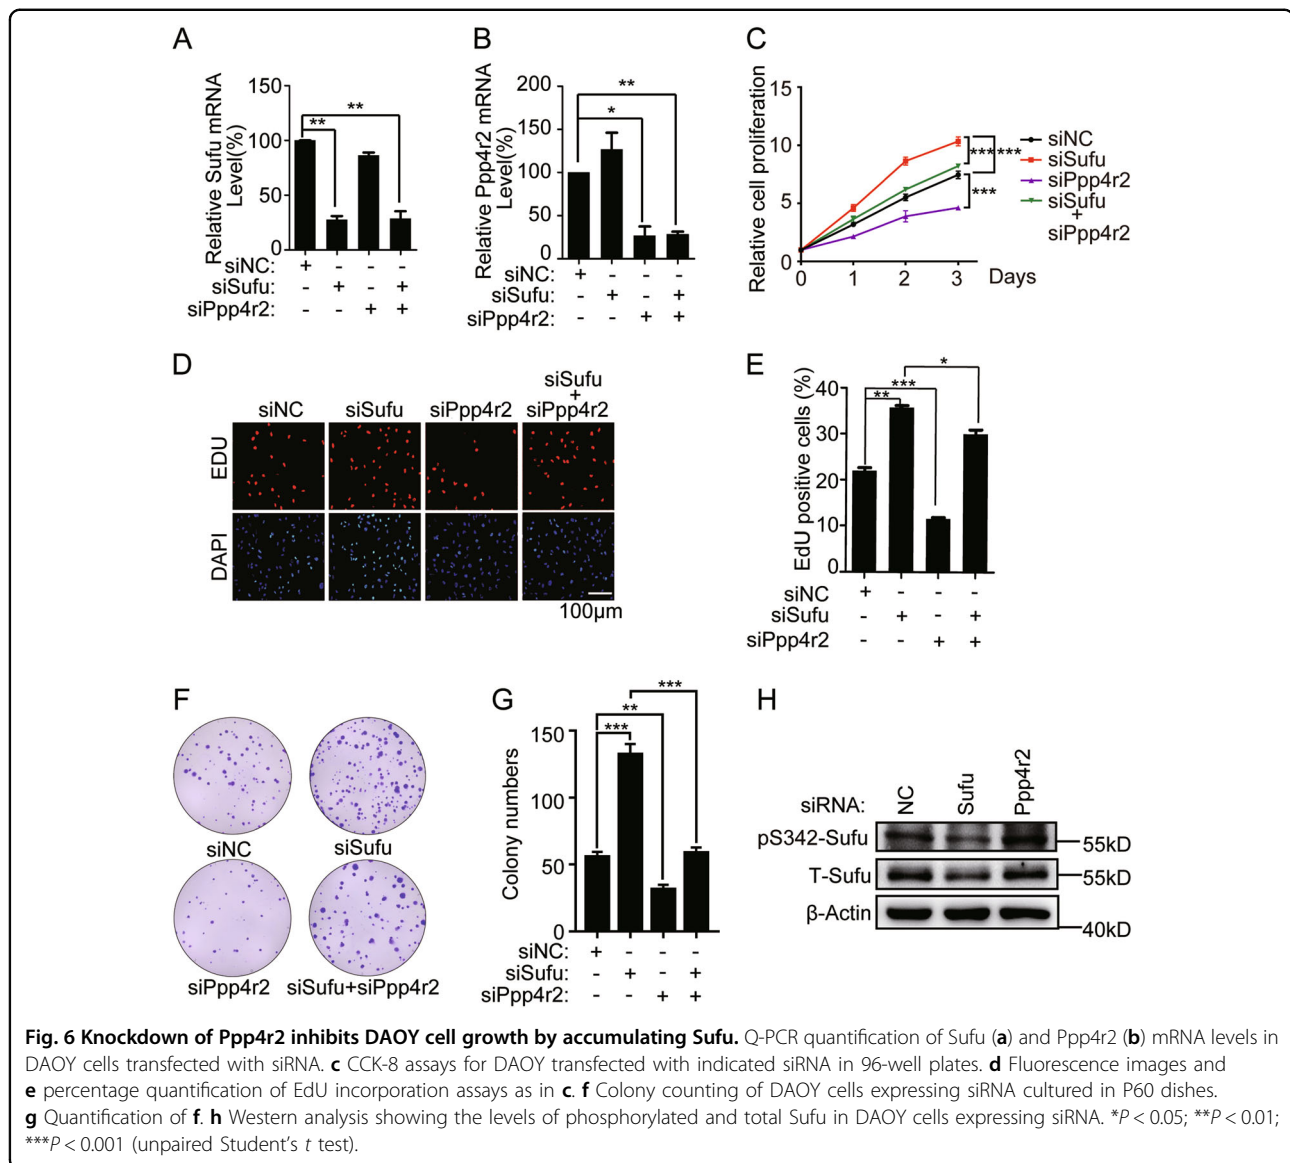 A
Relative Sufu mRNA
Level(%)
150
100
50
0
**
**
siNC: + - - -
siSufu: - + - +
siPpp4r2: - - + +
B
Relative Ppp4r2 mRNA
Level(%)
200
150
100
50
0
**
*
siNC: + - - -
siSufu: - + - +
siPpp4r2: - - + +
C
Relative cell proliferation
15
10
5
0
0 1 2 3 Days
*** ***
***
siNC
siSufu
siPpp4r2
siSufu
+
siPpp4r2
D
siNC siSufu siPpp4r2 siSufu
+
siPpp4r2
EDU
DAPI
100μm
E
EdU positive cells (%)
40
30
20
10
0
*
***
**
siNC + - - -
siSufu - + - +
siPpp4r2 - - + +
F
siNC siSufu
siPpp4r2 siSufu+siPpp4r2
G
Colony numbers
150
100
50
0
***
**
***
siNC: + - - -
siSufu: - + - +
siPpp4r2: - - + +
H
siRNA: NC Sufu Ppp4r2
pS342-Sufu 55kD
T-Sufu 55kD
β-Actin 40kD
Fig. 6 Knockdown of Ppp4r2 inhibits DAOY cell growth by accumulating Sufu. Q-PCR quantification of Sufu (a) and Ppp4r2 (b) mRNA levels in
DAOY cells transfected with siRNA. c CCK-8 assays for DAOY transfected with indicated siRNA in 96-well plates. d Fluorescence images and
e percentage quantification of EdU incorporation assays as in c. f Colony counting of DAOY cells expressing siRNA cultured in P60 dishes.
g Quantification of f. h Western analysis showing the levels of phosphorylated and total Sufu in DAOY cells expressing siRNA. *P < 0.05; **P < 0.01;
***P < 0.001 (unpaired Student's t test).